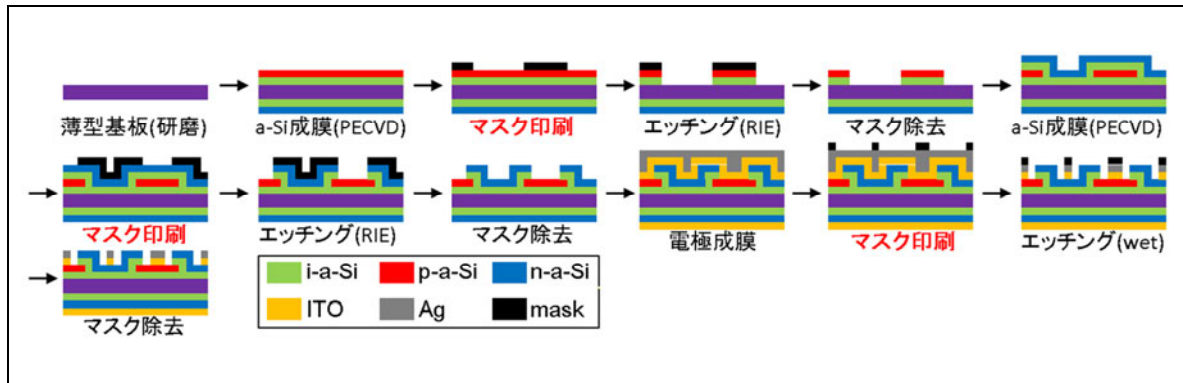 薄型基板(研磨)
a-Si成膜(PECVD)
マスク印刷
エッチング(RIE)
マスク除去
a-Si成膜(PECVD)
マスク印刷
エッチング(RIE)
マスク除去
電極成膜
マスク印刷
エッチング(wet)
マスク除去
i-a-Si p-a-Si n-a-Si
ITO Ag mask